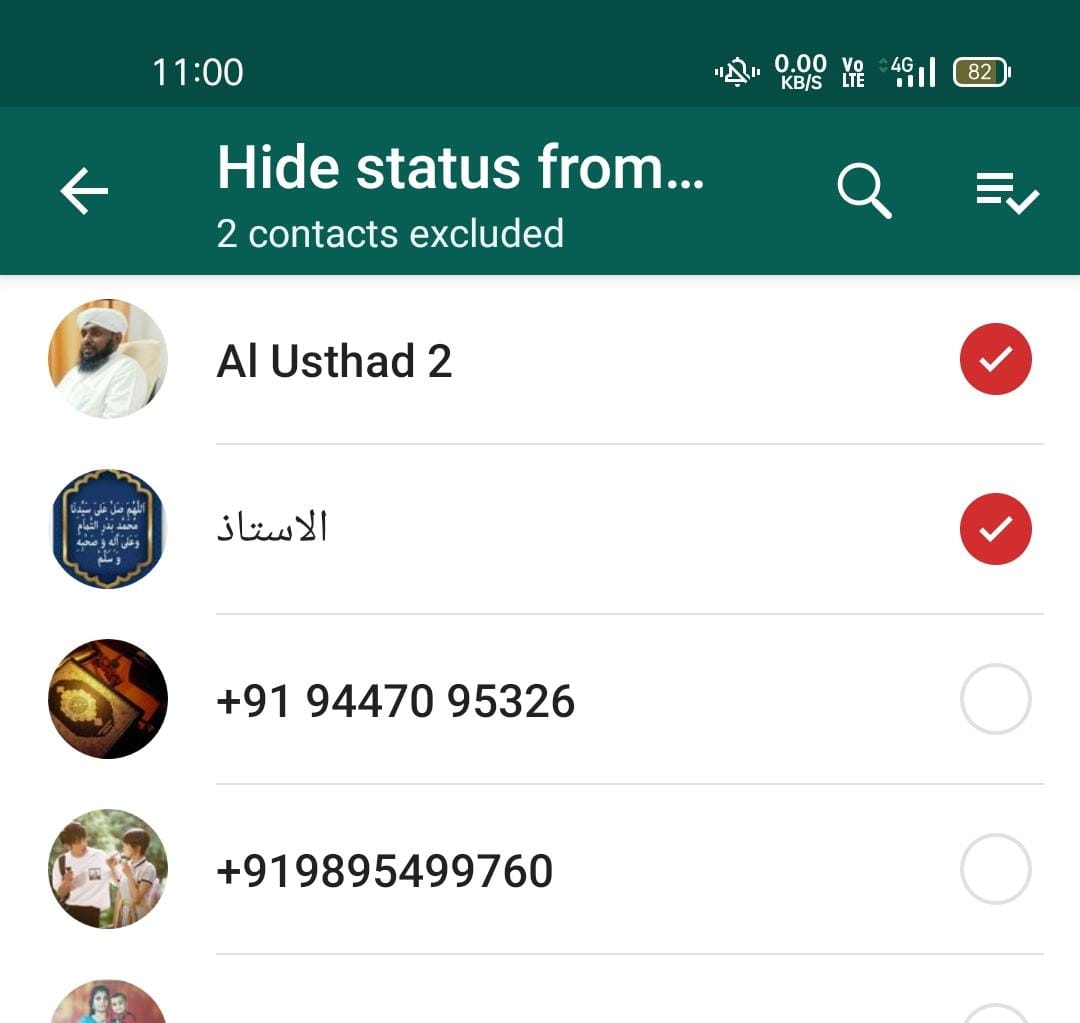 11:00
0.00
KB/S
Vo
LTE
4G
82
Hide status from...
2 contacts excluded
Al Usthad 2
الاستاذ
اللهم صل على سيدنا
محمد بدر التمام
وعلى آله و صحبه
و سلم
+91 94470 95326
+919895499760